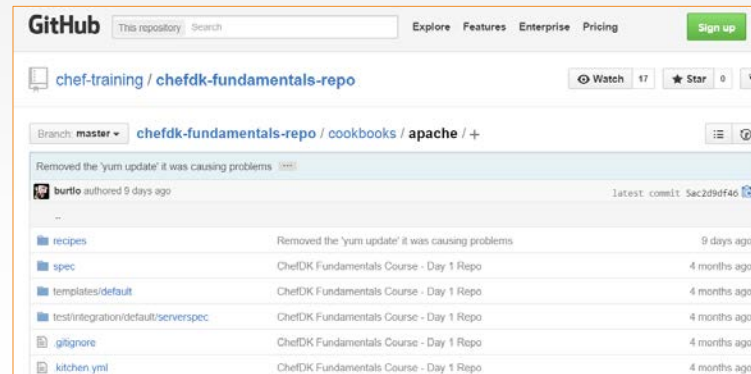 GitHub This repository Search Explore Features Enterprise Pricing Sign up
chef-training / chefdk-fundamentals-repo Watch 17 Star 0
Branch: master chefdk-fundamentals-repo / cookbooks / apache / +
Removed the 'yum update' it was causing problems
burtlo authored 9 days ago latest commit 5ac2d9df46
..
recipes Removed the 'yum update' it was causing problems 9 days ago
spec ChefDK Fundamentals Course - Day 1 Repo 4 months ago
templates/default ChefDK Fundamentals Course - Day 1 Repo 4 months ago
test/integration/default/serverspec ChefDK Fundamentals Course - Day 1 Repo 4 months ago
.gitignore ChefDK Fundamentals Course - Day 1 Repo 4 months ago
.kitchen.yml ChefDK Fundamentals Course - Day 1 Repo 4 months ago